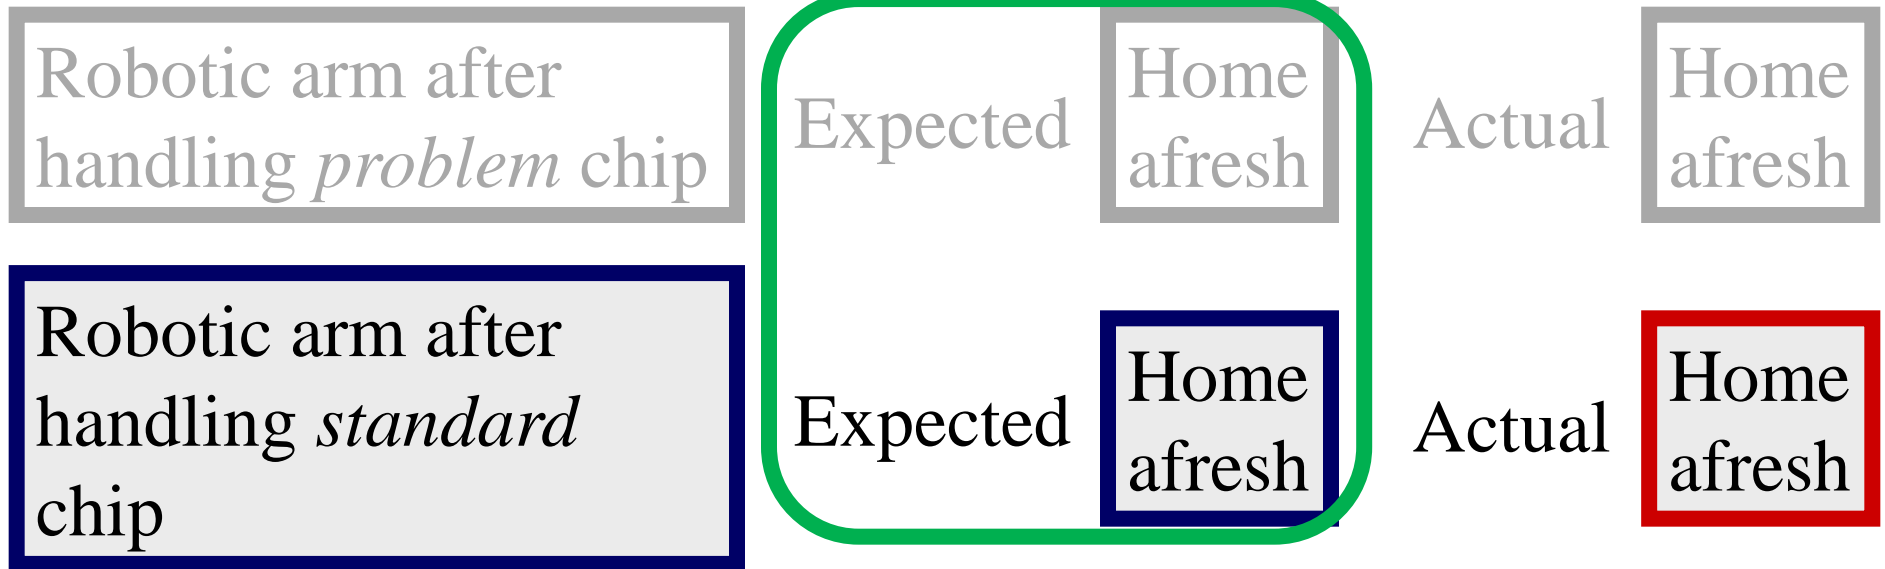 Robotic arm after
handling problem chip
Expected
Home
afresh
Actual
Home
afresh
Robotic arm after
handling standard
chip
Expected
Home
afresh
Actual
Home
afresh